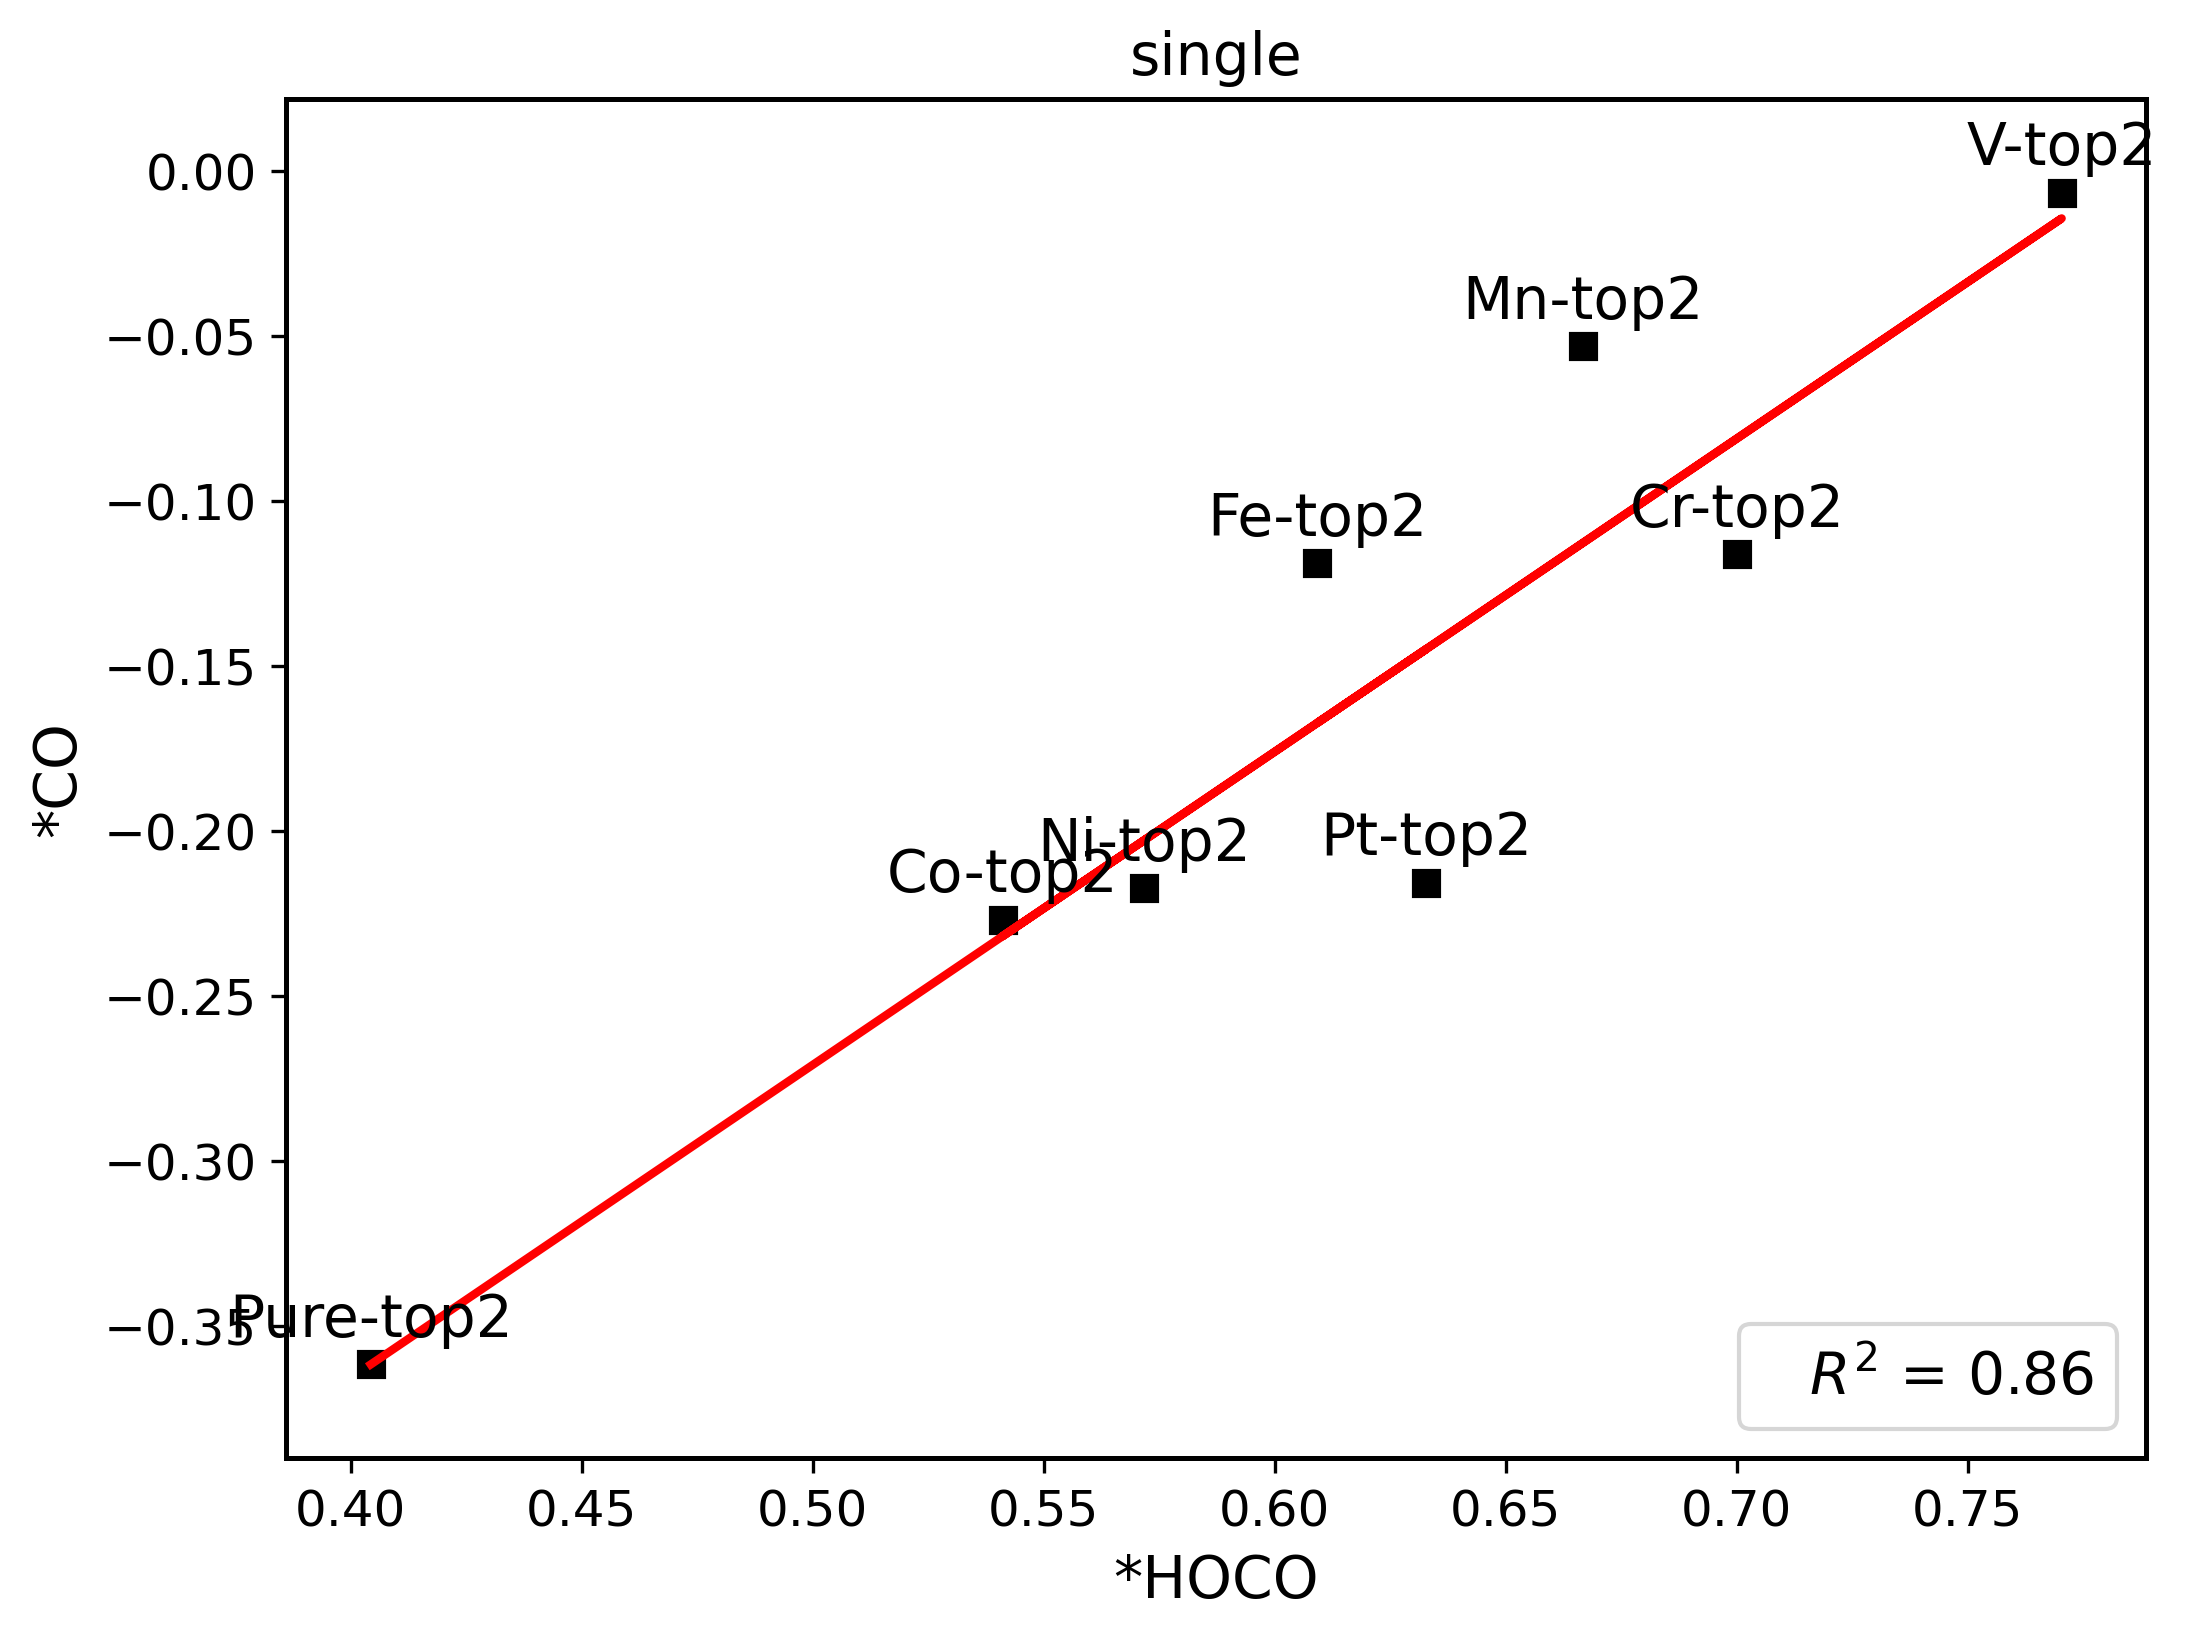 single
V-top2
Mn-top2
Cr-top2
Fe-top2
Ni-top2
Pt-top2
Co-top2
Pure-top2
R² = 0.86
*CO
0.00
−0.05
−0.10
−0.15
−0.20
−0.25
−0.30
−0.35
0.40 0.45 0.50 0.55 0.60 0.65 0.70 0.75
*HOCO